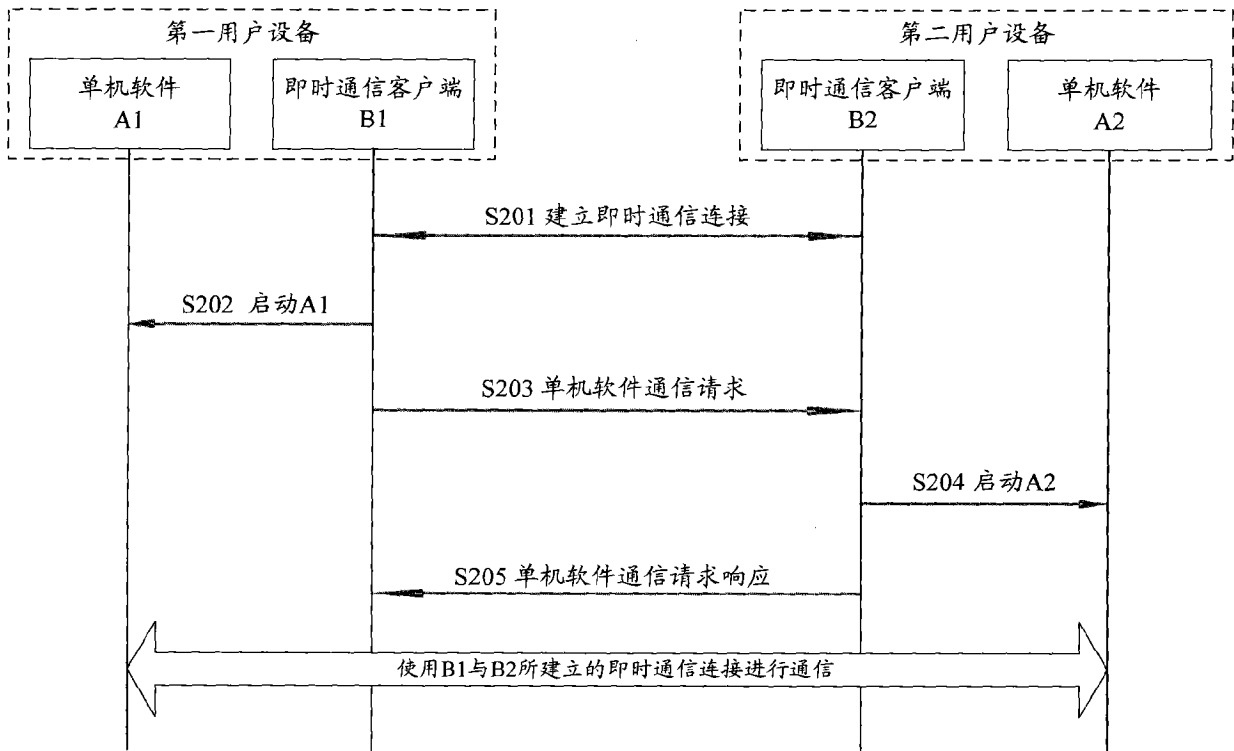 第一用户设备
第二用户设备
单机软件
A1
即时通信客户端
B1
即时通信客户端
B2
单机软件
A2
S201 建立即时通信连接
S202 启动A1
S203 单机软件通信请求
S204 启动A2
S205 单机软件通信请求响应
使用B1与B2所建立的即时通信连接进行通信